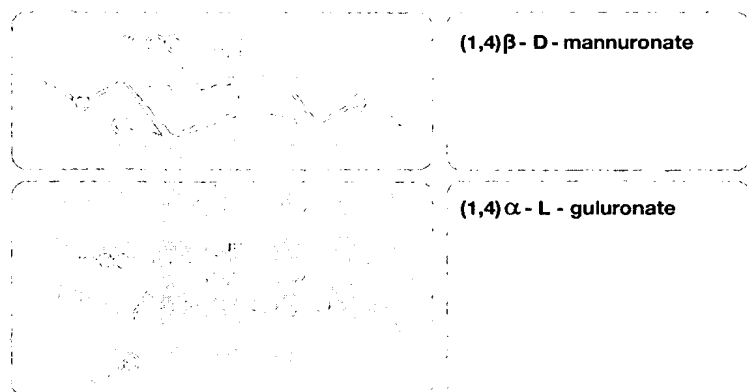 (1,4)β- D - mannuronate
(1,4)α - L - guluronate